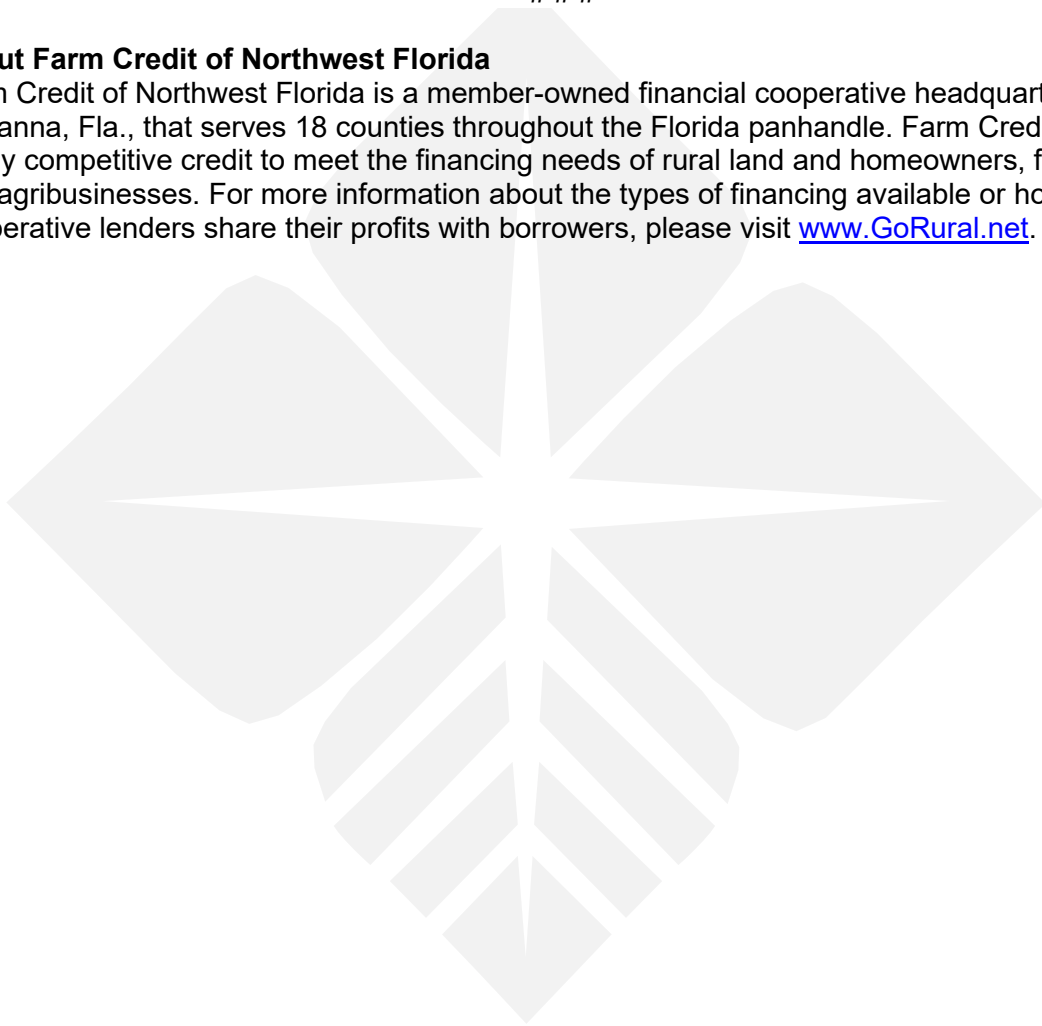 # # #
ut Farm Credit of Northwest Florida
n Credit of Northwest Florida is a member-owned financial cooperative headquart
anna, Fla., that serves 18 counties throughout the Florida panhandle. Farm Cred
y competitive credit to meet the financing needs of rural land and homeowners, f
agribusinesses. For more information about the types of financing available or ho
perative lenders share their profits with borrowers, please visit www.GoRural.net.